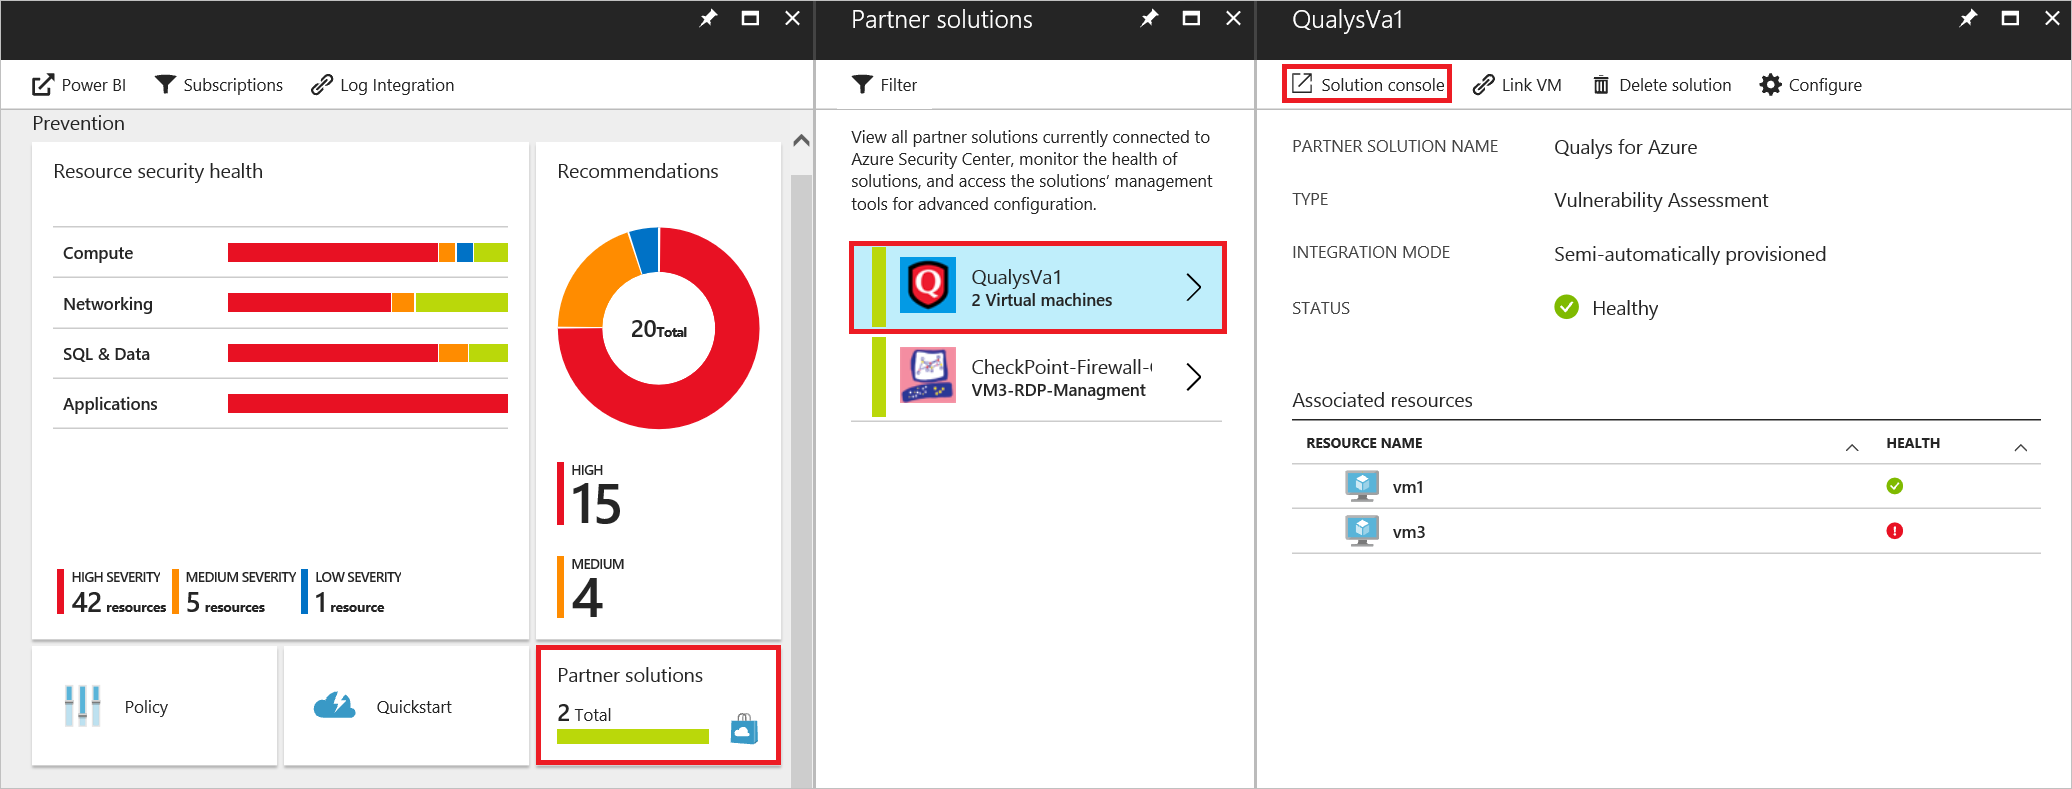 Power BI
Subscriptions
Log Integration
Prevention
Resource security health
Compute
Networking
SQL & Data
Applications
HIGH SEVERITY
42 resources
MEDIUM SEVERITY
5 resources
LOW SEVERITY
1 resource
Recommendations
20Total
HIGH
15
MEDIUM
4
Policy
Quickstart
Partner solutions
2 Total
Partner solutions
Filter
View all partner solutions currently connected to
Azure Security Center, monitor the health of
solutions, and access the solutions’ management
tools for advanced configuration.
Q
QualysVa1
2 Virtual machines
CheckPoint-Firewall-
VM3-RDP-Managment
QualysVa1
Solution console
Link VM
Delete solution
Configure
PARTNER SOLUTION NAME
Qualys for Azure
TYPE
Vulnerability Assessment
INTEGRATION MODE
Semi-automatically provisioned
STATUS
Healthy
Associated resources
RESOURCE NAME
HEALTH
vm1
vm3